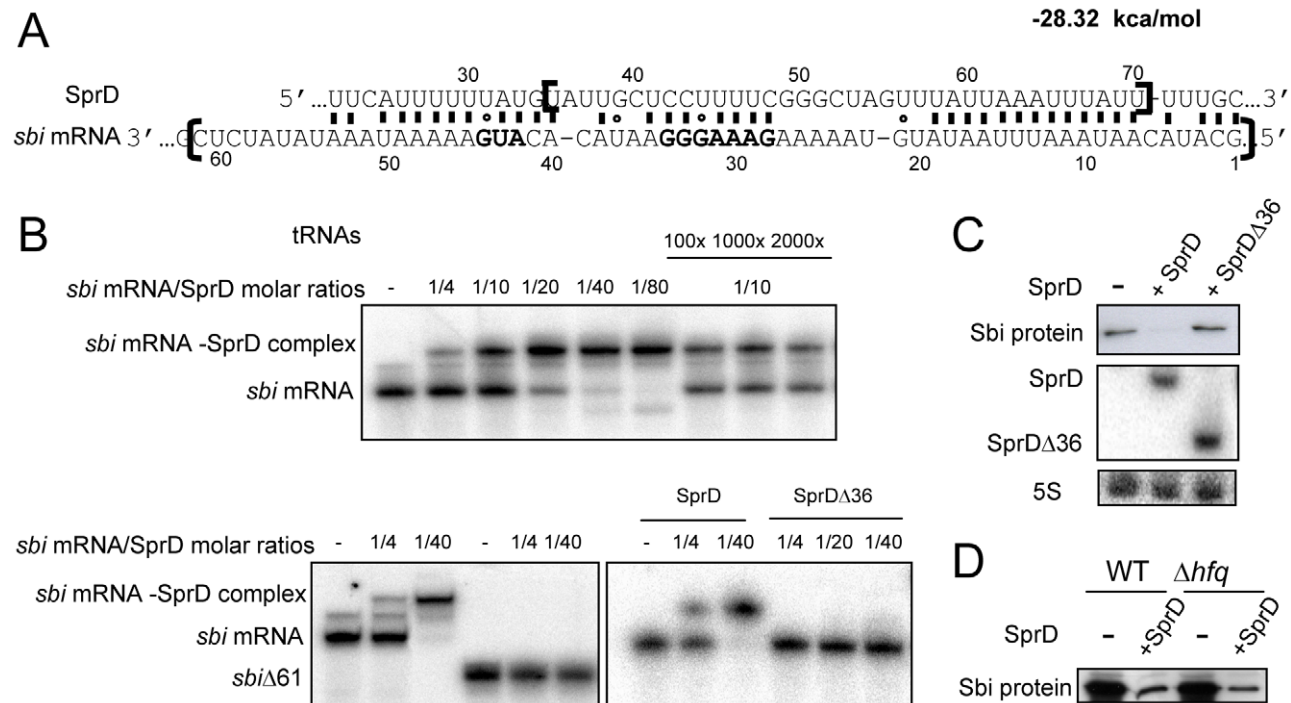 -28.32 kca/mol
A
30 40 50 60 70
SprD 5′ ...UUCAUUUUUUAUG[UAUUGCUCCUUUUCGGGCUAGUUUAUUAAAUUUAUU]-UUUGC...3′
sbi mRNA 3′ ...G[CUCUAUAUAAAUAAAAAGUACA-CAUAAGGGAAAGAAAAAU-GUAUAAUUUAAAUAACAUACG]..5′
60 50 40 30 20 10 1
B
tRNAs
100x 1000x 2000x
sbi mRNA/SprD molar ratios - 1/4 1/10 1/20 1/40 1/80 1/10
sbi mRNA -SprD complex
sbi mRNA
SprD SprDΔ36
sbi mRNA/SprD molar ratios - 1/4 1/40 - 1/4 1/40 - 1/4 1/40 1/4 1/20 1/40
sbi mRNA -SprD complex
sbi mRNA
sbiΔ61
C
SprD - + SprD + SprDΔ36
Sbi protein
SprD
SprDΔ36
5S
D
WT Δhfq
SprD - +SprD - +SprD
Sbi protein